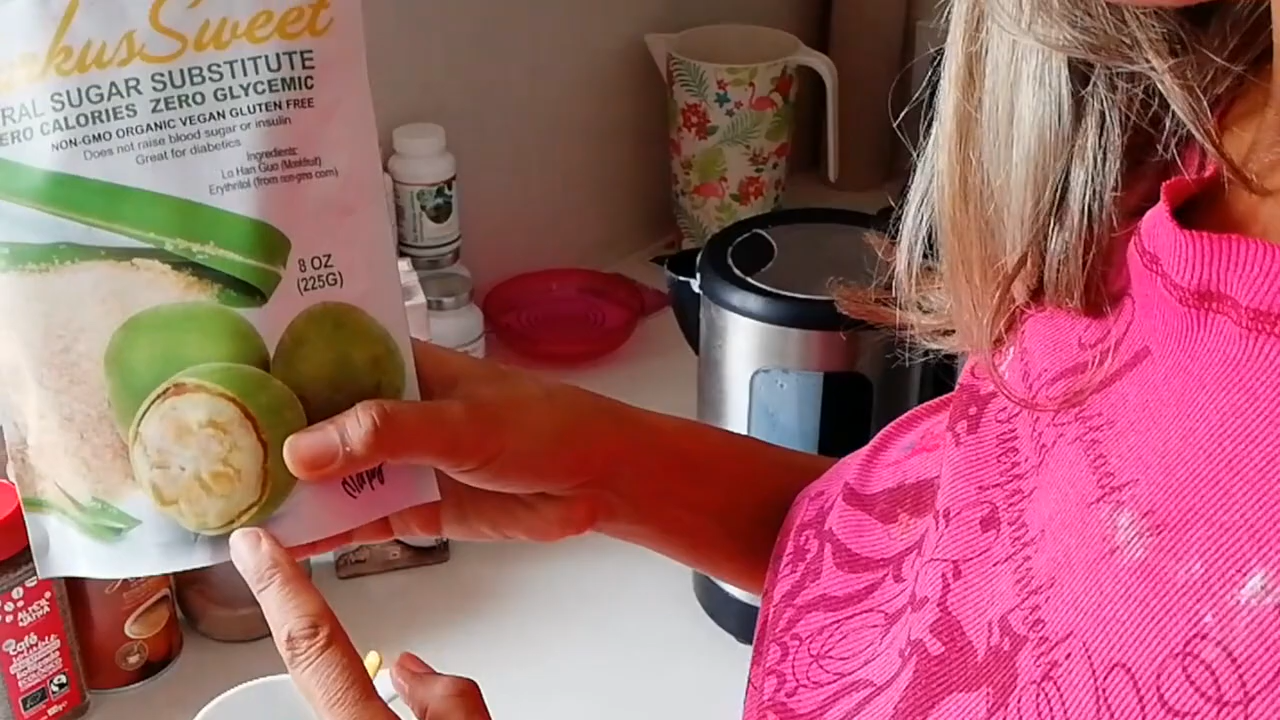 rkusSweet
RAL SUGAR SUBSTITUTE
ERO CALORIES ZERO GLYCEMIC
NON-GMO ORGANIC VEGAN GLUTEN FREE
Does not raise blood sugar or insulin
Great for diabetics
Ingredients:
Lo Han Guo (Monkfruit)
Erythritol (from non-gmo corn)
8 OZ
(225G)
Café